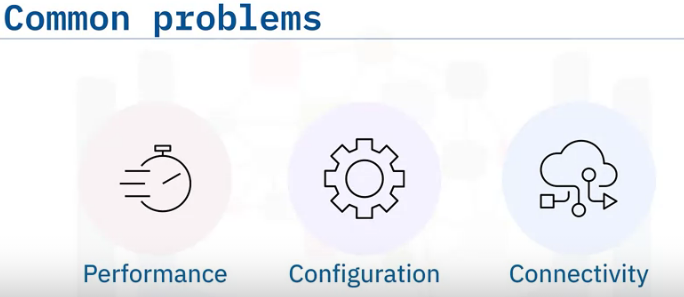 Common problems
Performance
Configuration
Connectivity